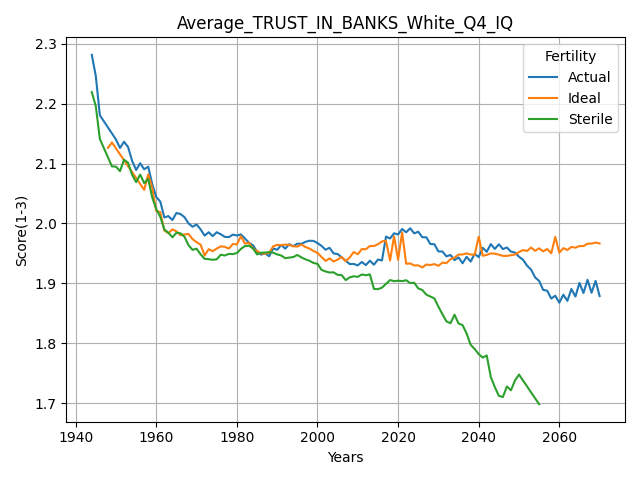 Average_TRUST_IN_BANKS_White_Q4_IQ
Fertility
Actual
Ideal
Sterile
Score(1-3)
2.3
2.2
2.1
2.0
1.9
1.8
1.7
1940 1960 1980 2000 2020 2040 2060
Years